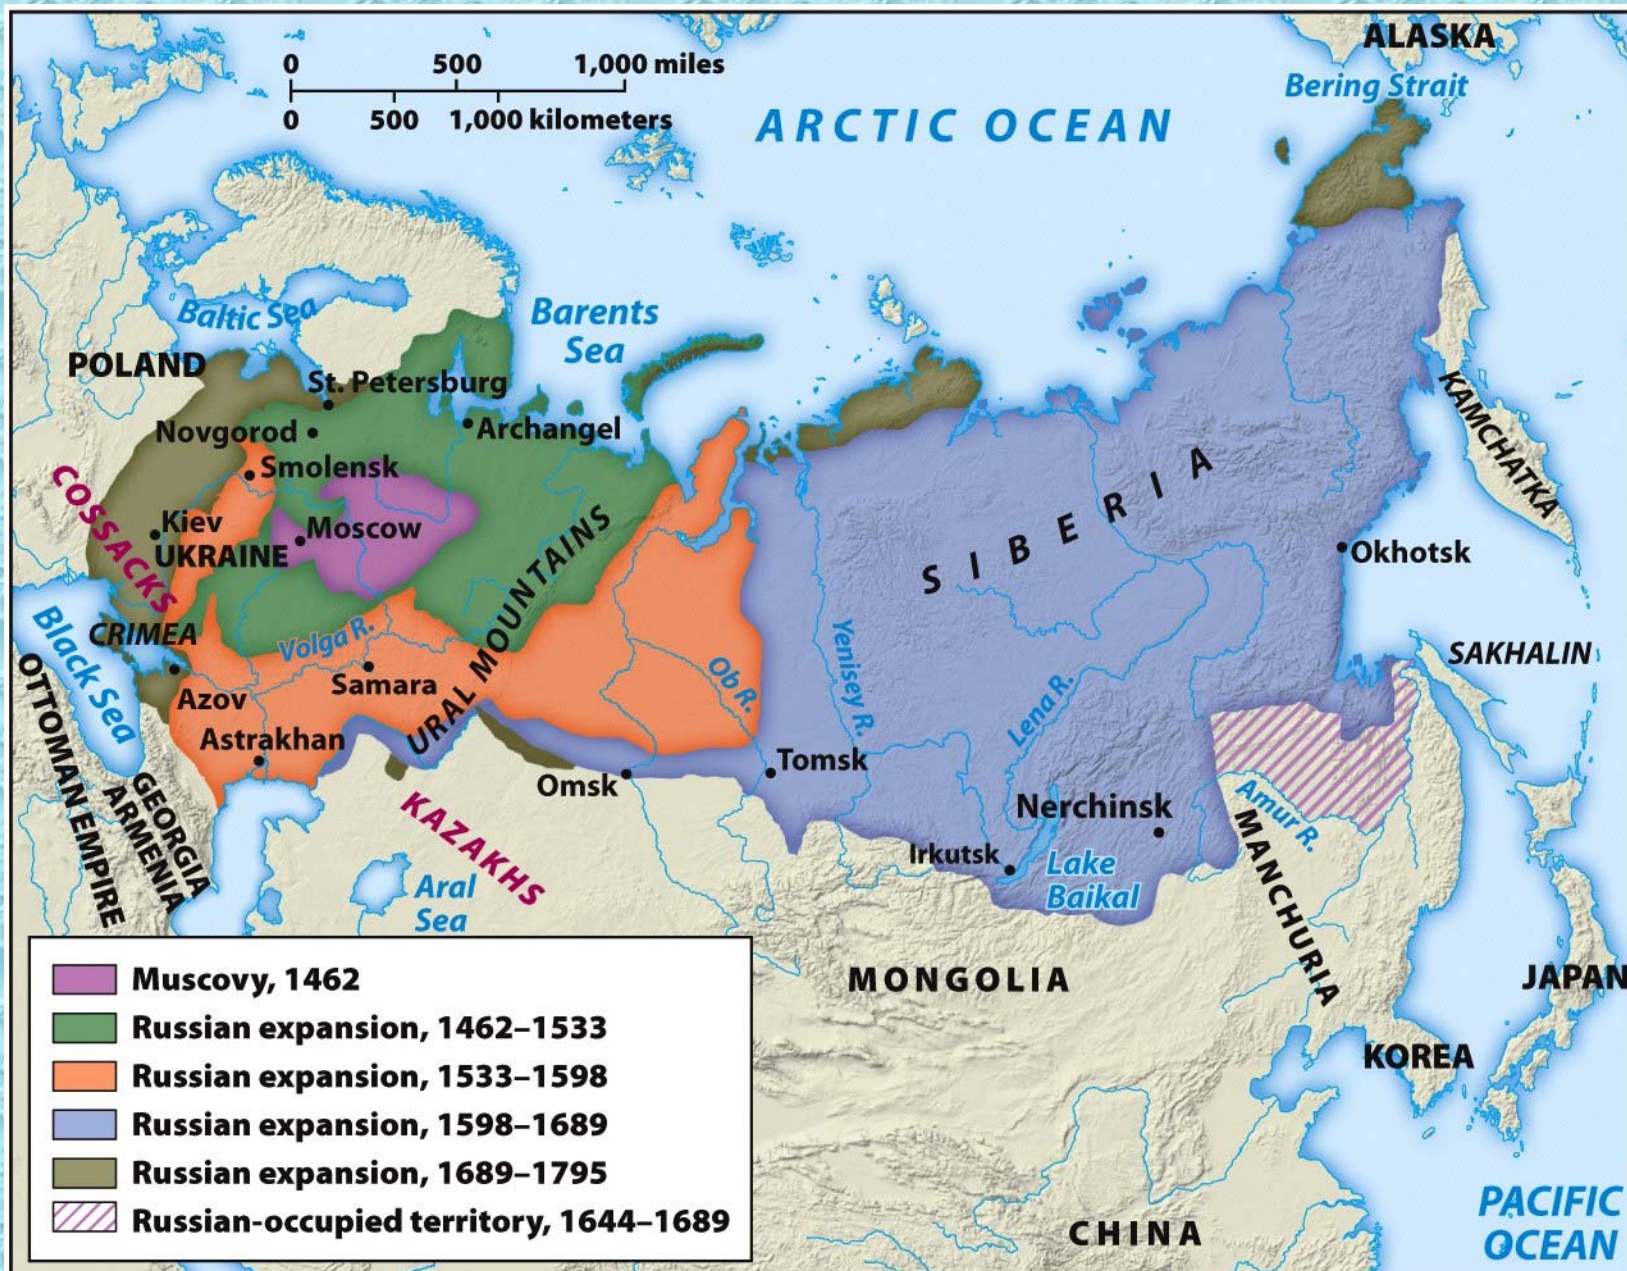 ALASKA
Bering Strait
0 500 1,000 miles
0 500 1,000 kilometers
ARCTIC OCEAN
Baltic Sea
Barents
Sea
POLAND
St. Petersburg
Novgorod
Archangel
Smolensk
COSSACKS
Kiev
UKRAINE
Moscow
URAL MOUNTAINS
SIBERIA
KAMCHATKA
Okhotsk
CRIMEA
Black Sea
Volga R.
Samara
Azov
Astrakhan
Ob R.
Yenisey R.
Lena R.
SAKHALIN
OTTOMAN EMPIRE
GEORGIA
ARMENIA
Omsk
Tomsk
KAZAKHS
Nerchinsk
Amur R.
Irkutsk
Lake
Baikal
MANCHURIA
Aral
Sea
MONGOLIA
JAPAN
KOREA
CHINA
PACIFIC
OCEAN
Muscovy, 1462
Russian expansion, 1462–1533
Russian expansion, 1533–1598
Russian expansion, 1598–1689
Russian expansion, 1689–1795
Russian-occupied territory, 1644–1689